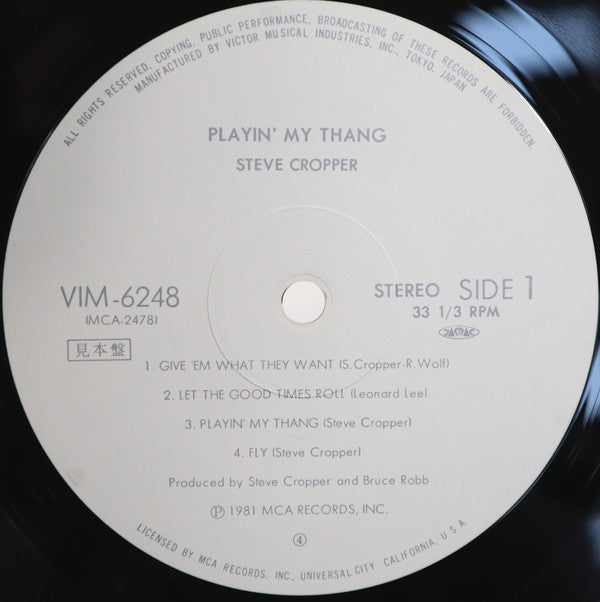 ALL RIGHTS RESERVED. COPYING, PUBLIC PERFORMANCE, BROADCASTING OF THESE RECORDS ARE FORBIDDEN.
MANUFACTURED BY VICTOR MUSICAL INDUSTRIES, INC., TOKYO, JAPAN
PLAYIN' MY THANG
STEVE CROPPER
VIM-6248
(MCA-2478)
見本盤
STEREO SIDE 1
33 1/3 RPM
1. GIVE 'EM WHAT THEY WANT (S.Cropper-R.Wolf)
2. LET THE GOOD TIMES ROLL (Leonard Lee)
3. PLAYIN' MY THANG (Steve Cropper)
4. FLY (Steve Cropper)
Produced by Steve Cropper and Bruce Robb
Ⓟ 1981 MCA RECORDS, INC.
④
LICENSED BY MCA RECORDS. INC., UNIVERSAL CITY CALIFORNIA, U.S.A